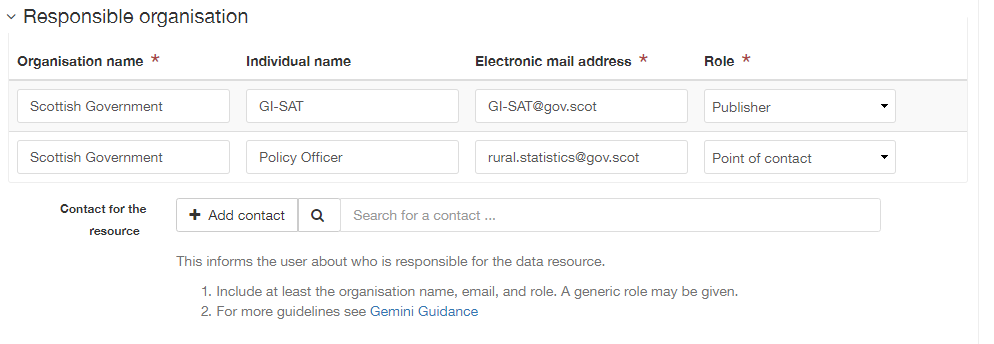 Responsible organisation
Organisation name * Individual name Electronic mail address * Role *
Scottish Government GI-SAT GI-SAT@gov.scot Publisher
Scottish Government Policy Officer rural.statistics@gov.scot Point of contact
Contact for the resource + Add contact Search for a contact ...
This informs the user about who is responsible for the data resource.
1. Include at least the organisation name, email, and role. A generic role may be given.
2. For more guidelines see Gemini Guidance